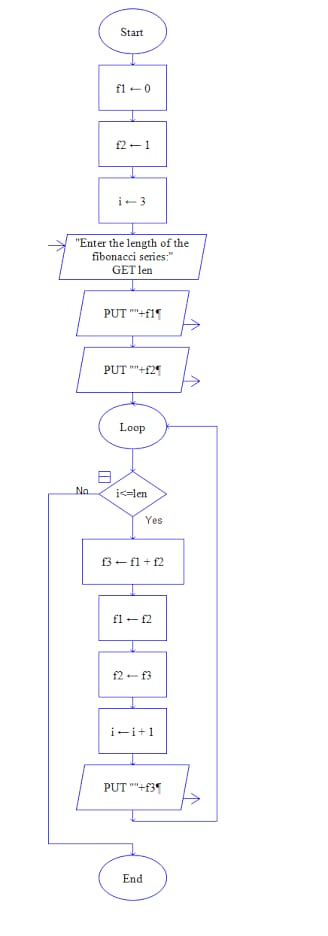 Start
f1 ← 0
f2 ← 1
i ← 3
"Enter the length of the
fibonacci series:"
GET len
PUT ""+f1¶
PUT ""+f2¶
Loop
i<=len
No
Yes
f3 ← f1 + f2
f1 ← f2
f2 ← f3
i ← i + 1
PUT ""+f3¶
End